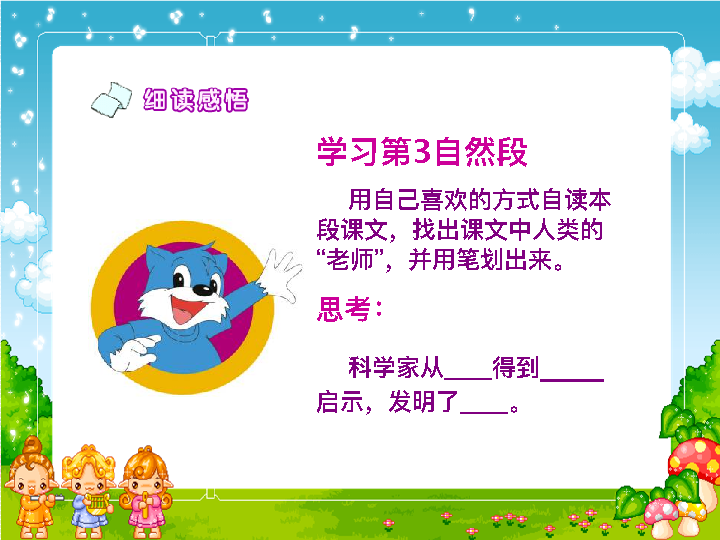 细读感悟
学习第3自然段
用自己喜欢的方式自读本
段课文，找出课文中人类的
“老师”，并用笔划出来。
思考：
科学家从____得到_____
启示，发明了____。